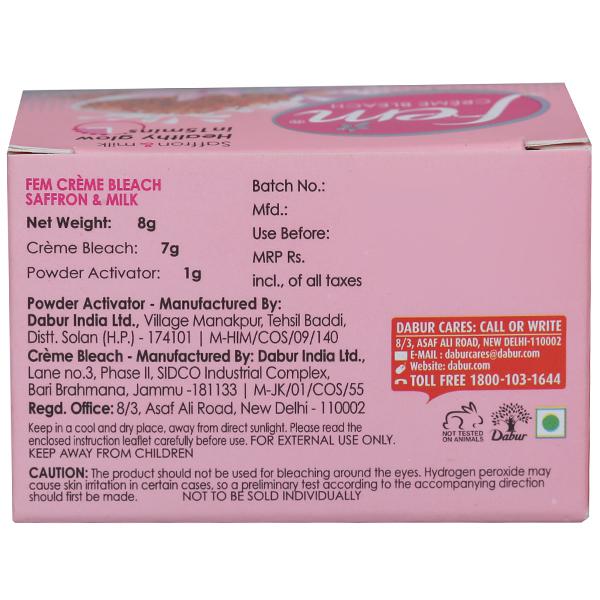 Fem
®
CRÈME BLEACH
Saffron & milk
Healthy glow
in 15mins
FEM CRÈME BLEACH
SAFFRON & MILK
Net Weight: 8g
Crème Bleach: 7g
Powder Activator: 1g
Batch No.:
Mfd.:
Use Before:
MRP Rs.
incl., of all taxes
Powder Activator - Manufactured By:
Dabur India Ltd., Village Manakpur, Tehsil Baddi,
Distt. Solan (H.P.) - 174101 | M-HIM/COS/09/140
Crème Bleach - Manufactured By: Dabur India Ltd.,
Lane no.3, Phase II, SIDCO Industrial Complex,
Bari Brahmana, Jammu -181133 | M-JK/01/COS/55
Regd. Office: 8/3, Asaf Ali Road, New Delhi - 110002
DABUR CARES: CALL OR WRITE
8/3, ASAF ALI ROAD, NEW DELHI-110002
E-MAIL : daburcares@dabur.com
Website: dabur.com
TOLL FREE 1800-103-1644
Keep in a cool and dry place, away from direct sunlight. Please read the
enclosed instruction leaflet carefully before use. FOR EXTERNAL USE ONLY.
KEEP AWAY FROM CHILDREN
NOT TESTED
ON ANIMALS
Dabur
CAUTION: The product should not be used for bleaching around the eyes. Hydrogen peroxide may
cause skin irritation in certain cases, so a preliminary test according to the accompanying direction
should first be made. NOT TO BE SOLD INDIVIDUALLY